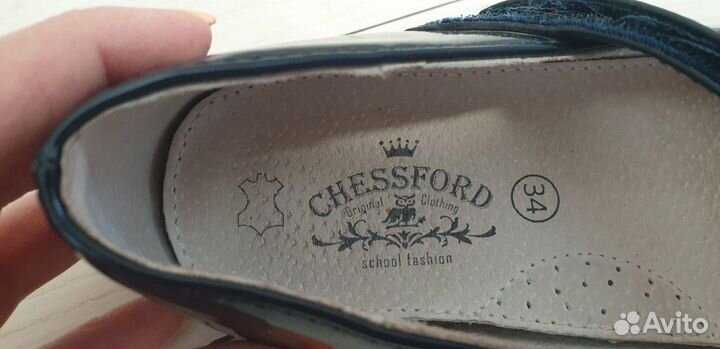 CHESSFORD
Original Clothing
school fashion
34
Avito